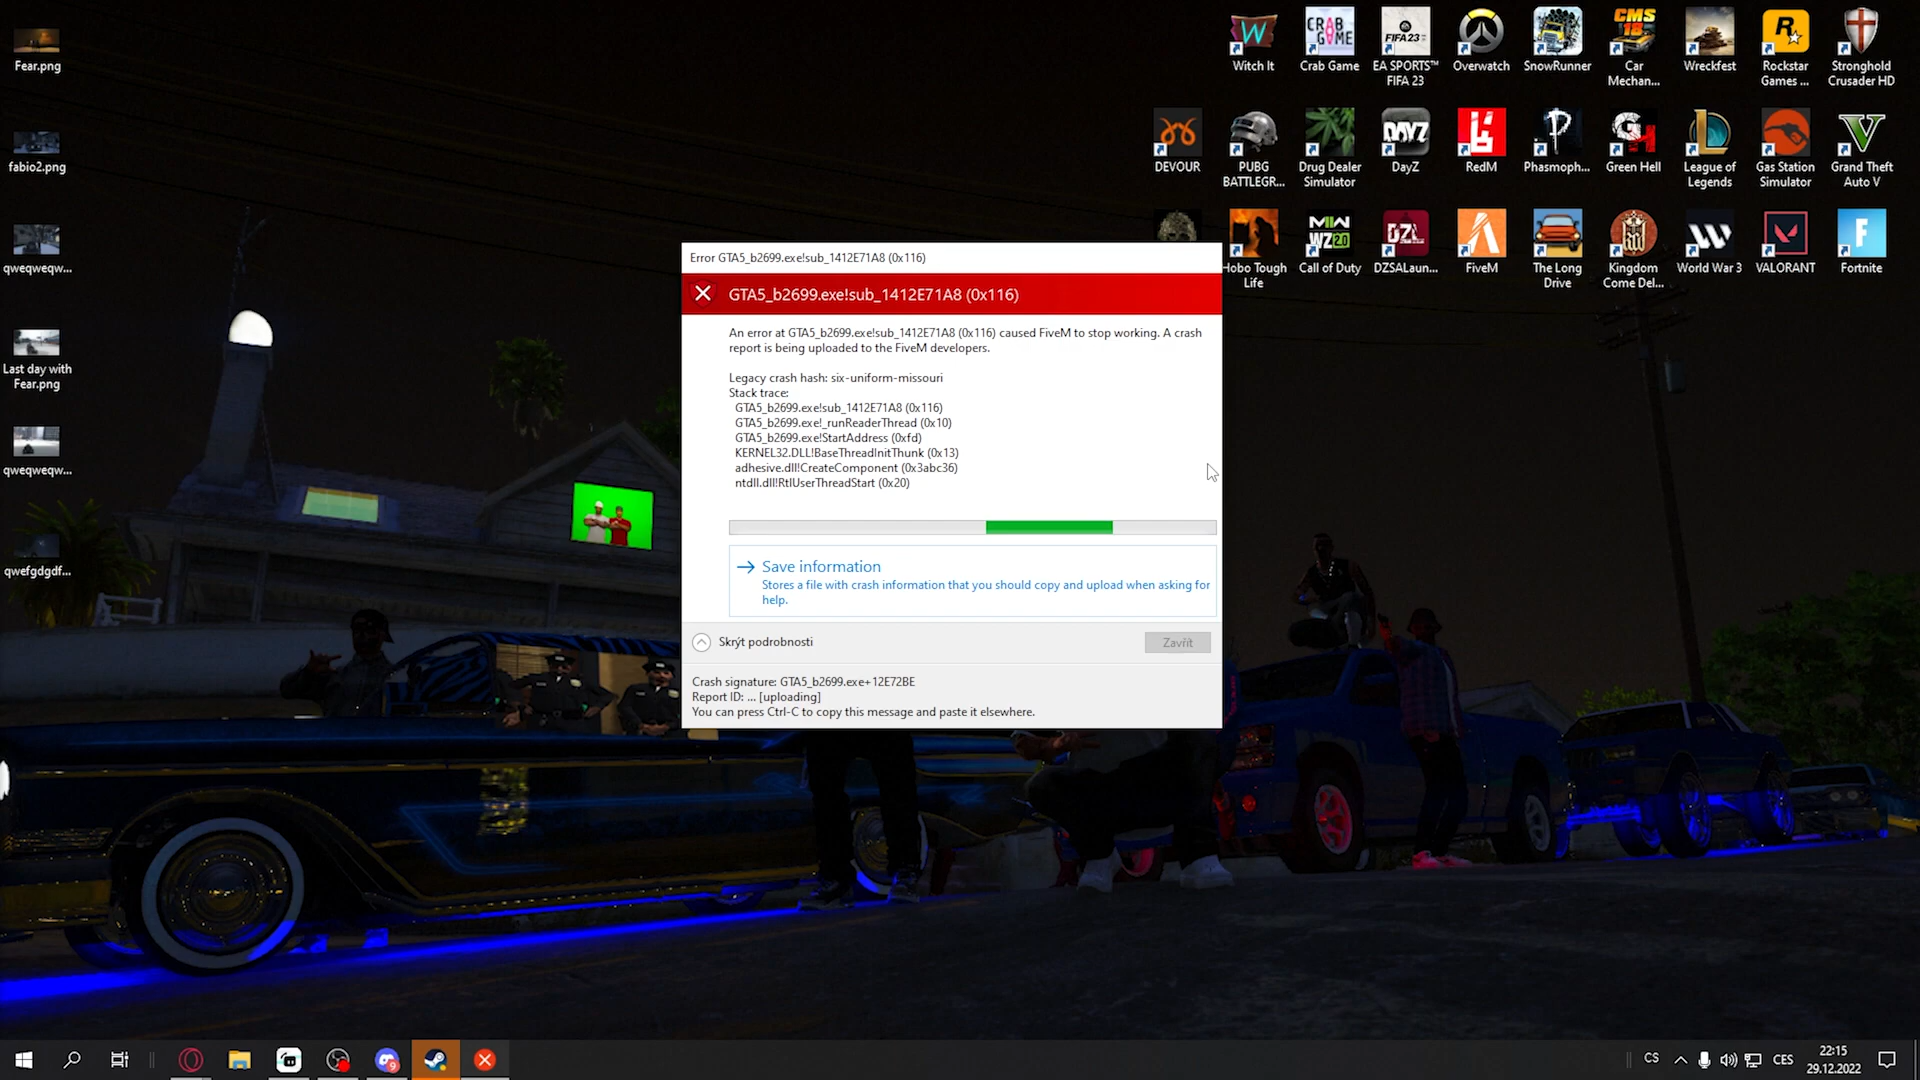 Fear.png
fabio2.png
qweqweqw...
Last day with
Fear.png
qweqweqw...
qwefgdgdf...
Witch It
Crab Game
EA SPORTS™
FIFA 23
Overwatch
SnowRunner
Car
Mechan...
Wreckfest
Rockstar
Games ...
Stronghold
Crusader HD
DEVOUR
PUBG
BATTLEGR...
Drug Dealer
Simulator
DayZ
RedM
Phasmoph...
Green Hell
League of
Legends
Gas Station
Simulator
Grand Theft
Auto V
Hobo Tough
Life
Call of Duty
DZSALaun...
FiveM
The Long
Drive
Kingdom
Come Del...
World War 3
VALORANT
Fortnite
Error GTA5_b2699.exe!sub_1412E71A8 (0x116)
GTA5_b2699.exe!sub_1412E71A8 (0x116)
An error at GTA5_b2699.exe!sub_1412E71A8 (0x116) caused FiveM to stop working. A crash
report is being uploaded to the FiveM developers.
Legacy crash hash: six-uniform-missouri
Stack trace:
GTA5_b2699.exe!sub_1412E71A8 (0x116)
GTA5_b2699.exe!_runReaderThread (0x10)
GTA5_b2699.exe!StartAddress (0xfd)
KERNEL32.DLL!BaseThreadInitThunk (0x13)
adhesive.dll!CreateComponent (0x3abc36)
ntdll.dll!RtlUserThreadStart (0x20)
Save information
Stores a file with crash information that you should copy and upload when asking for
help.
Skrýt podrobnosti
Zavřít
Crash signature: GTA5_b2699.exe+12E72BE
Report ID: ... [uploading]
You can press Ctrl-C to copy this message and paste it elsewhere.
CS
CES
22:15
29.12.2022